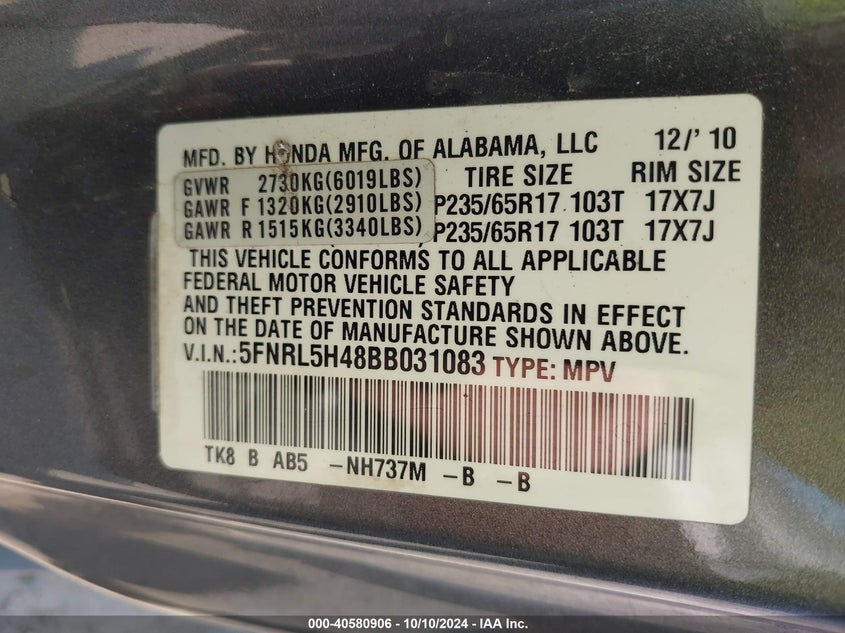 MFD. BY HONDA MFG. OF ALABAMA, LLC 12/' 10
GVWR 2730KG(6019LBS) TIRE SIZE RIM SIZE
GAWR F 1320KG(2910LBS) P235/65R17 103T 17X7J
GAWR R 1515KG(3340LBS) P235/65R17 103T 17X7J
THIS VEHICLE CONFORMS TO ALL APPLICABLE
FEDERAL MOTOR VEHICLE SAFETY
AND THEFT PREVENTION STANDARDS IN EFFECT
ON THE DATE OF MANUFACTURE SHOWN ABOVE.
V.I.N.:5FNRL5H48BB031083 TYPE: MPV
TK8 B AB5 -NH737M -B -B
000-40580906 - 10/10/2024 - IAA Inc.